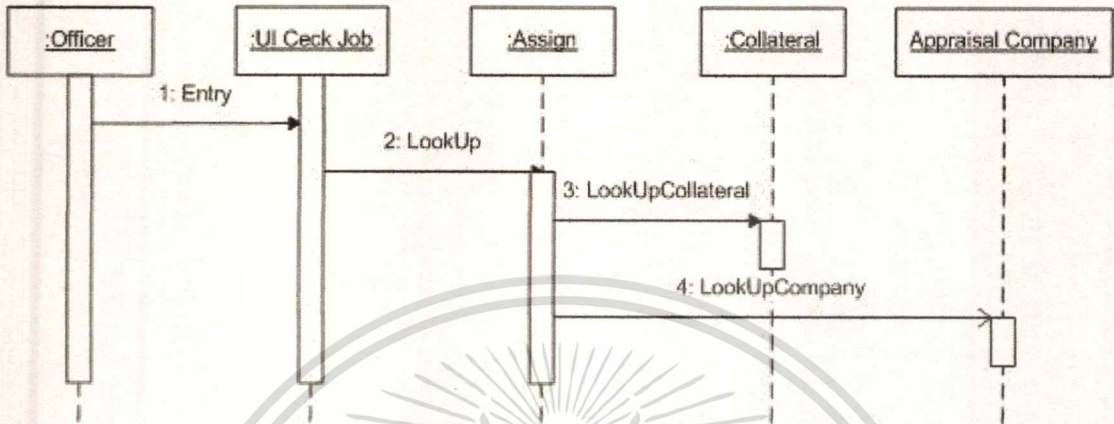 :Officer
:UI Ceck Job
:Assign
:Collateral
Appraisal Company
1: Entry
2: LookUp
3: LookUpCollateral
4: LookUpCompany